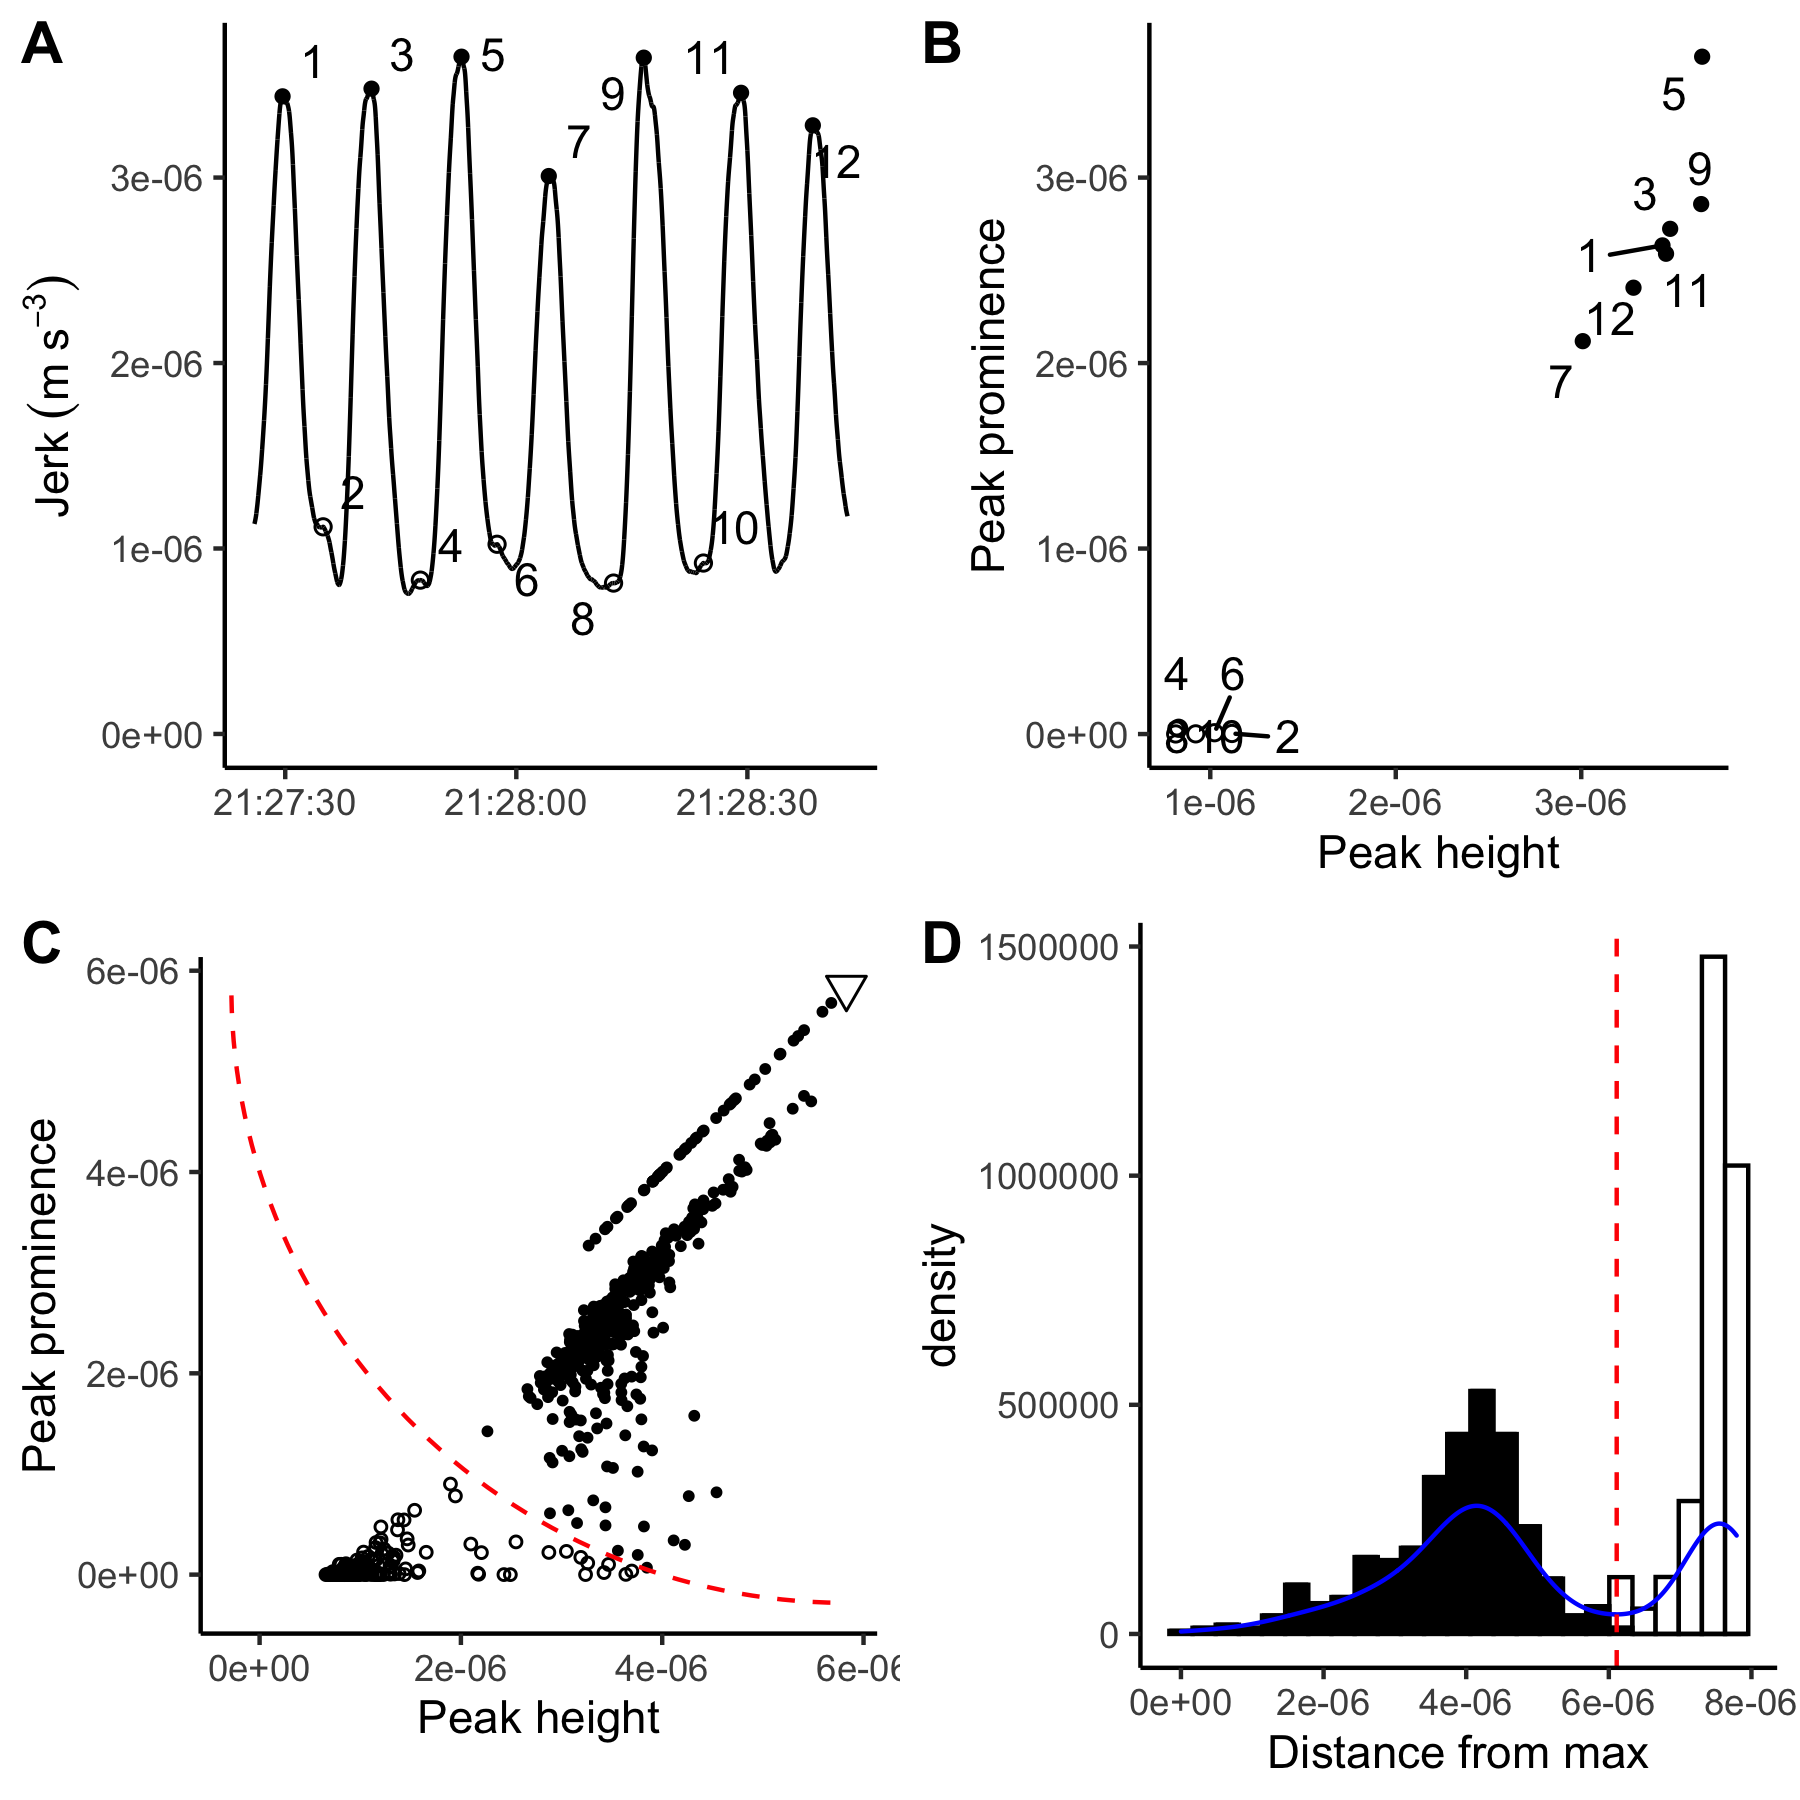 A
1
3
5
7
9
11
12
2
4
6
8
10
3e-06
2e-06
1e-06
0e+00
Jerk (m s⁻³)
21:27:30
21:28:00
21:28:30
B
5
9
3
1
11
12
7
4
6
8
10
2
3e-06
2e-06
1e-06
0e+00
Peak prominence
1e-06
2e-06
3e-06
Peak height
C
6e-06
4e-06
2e-06
0e+00
Peak prominence
0e+00
2e-06
4e-06
6e-06
Peak height
D
1500000
1000000
500000
0
density
0e+00
2e-06
4e-06
6e-06
8e-06
Distance from max